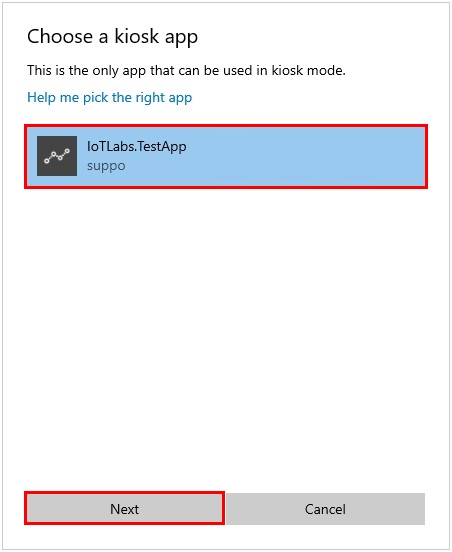 Choose a kiosk app
This is the only app that can be used in kiosk mode.
Help me pick the right app
IoTLabs.TestApp
suppo
Next
Cancel